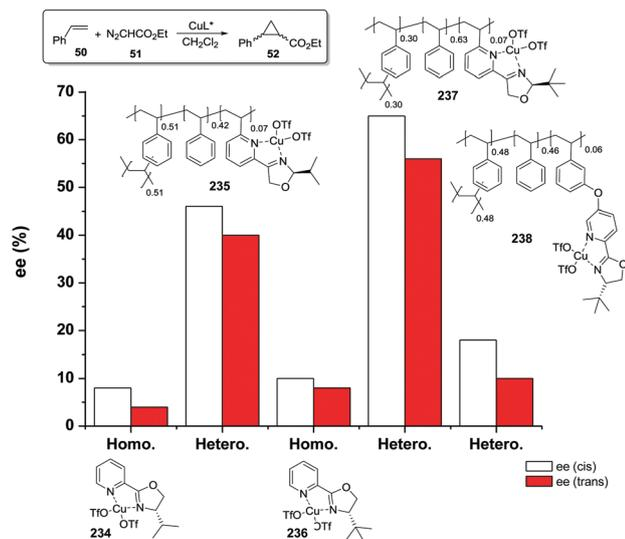 CuL*
Ph + N₂CHCO₂Et CH₂Cl₂ Ph CO₂Et
50 51 52
0.30 0.63 0.07 OTf
Cu OTf
N N
O
0.30
237
70
60
50
40
30
20
10
0
ee (%)
0.51 0.42 0.07 OTf
Cu OTf
N N
O
0.51
235
0.48 0.46 0.06
O
0.48
238
N
TfO Cu
TfO N O
Homo. Hetero. Homo. Hetero. Hetero.
ee (cis)
ee (trans)
N O
TfO Cu N
OTf
234
N O
TfO Cu N
OTf
236